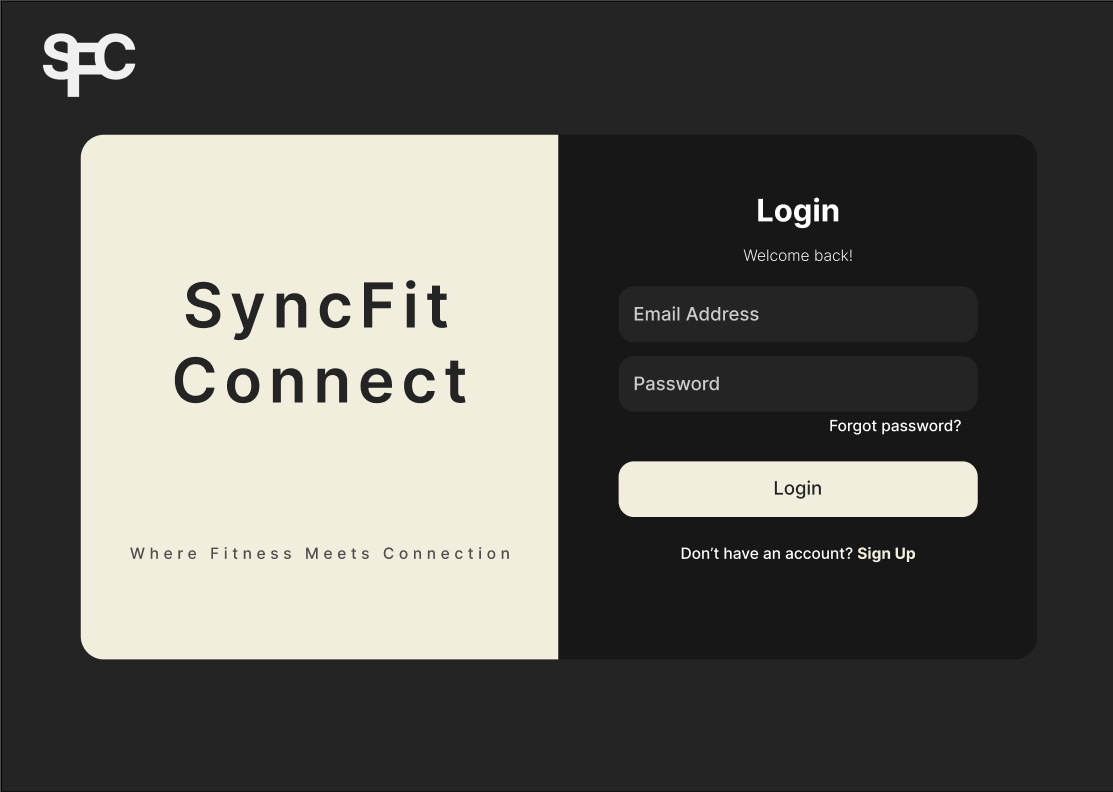 SFC
SyncFit
Connect
Where Fitness Meets Connection
Login
Welcome back!
Email Address
Password
Forgot password?
Login
Don’t have an account? Sign Up